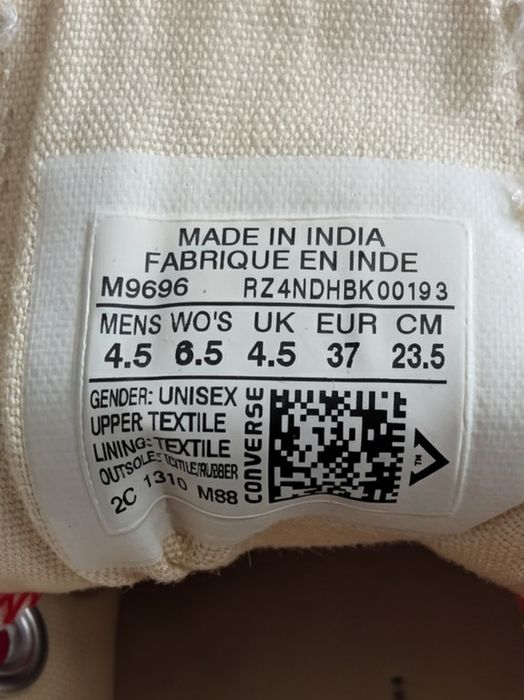 MADE IN INDIA
FABRIQUE EN INDE
M9696 RZ4NDHBK00193
MENS WO'S UK EUR CM
4.5 6.5 4.5 37 23.5
GENDER: UNISEX
UPPER TEXTILE
LINING: TEXTILE
OUTSOLE: TEXTILE/RUBBER
2C 1310 M88
CONVERSE
TM